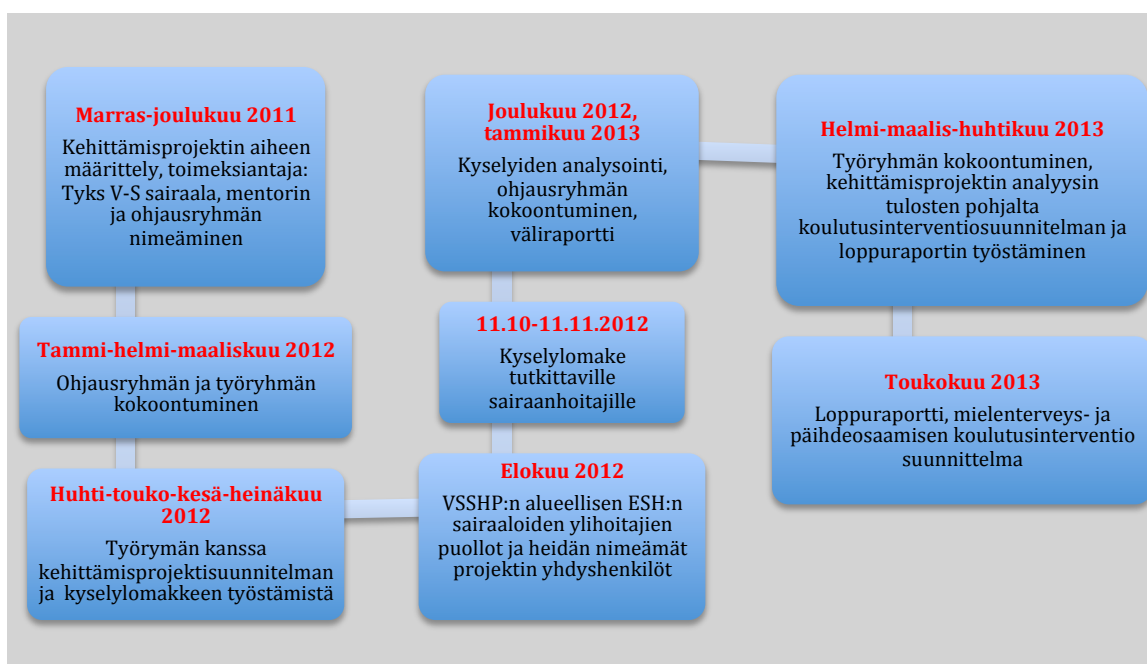 Marras-joulukuu 2011
Kehittämisprojektin aiheen
määrittely, toimeksiantaja:
Tyks V-S sairaala, mentorin
ja ohjausryhmän
nimeäminen
Tammi-helmi-maaliskuu 2012
Ohjausryhmän ja työryhmän
kokoontuminen
Huhti-touko-kesä-heinäkuu
2012
Työrymän kanssa
kehittämisprojektisuunnitelman
ja kyselylomakkeen työstämistä
Elokuu 2012
VSSHP:n alueellisen ESH:n
sairaaloiden ylihoitajien
puollot ja heidän nimeämät
projektin yhdyshenkilöt
11.10-11.11.2012
Kyselylomake
tutkittaville
sairaanhoitajille
Joulukuu 2012,
tammikuu 2013
Kyselyiden analysointi,
ohjausryhmän
kokoontuminen,
väliraportti
Helmi-maalis-huhtikuu 2013
Työryhmän kokoontuminen,
kehittämisprojektin analyysin
tulosten pohjalta
koulutusinterventiosuunnitelman ja
loppuraportin työstäminen
Toukokuu 2013
Loppuraportti, mielenterveys- ja
päihdeosaamisen koulutusinterventio
suunnittelma